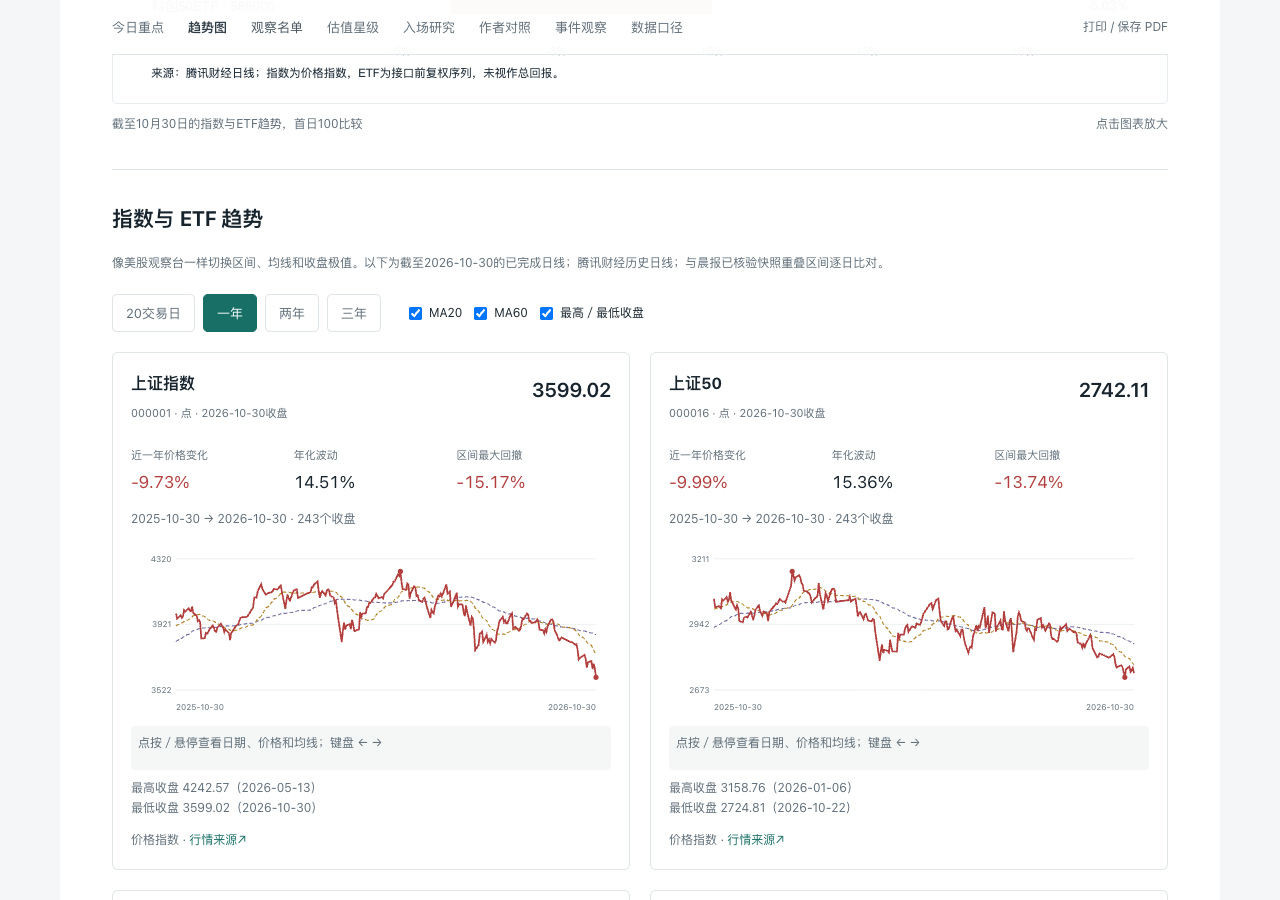 今日重点 趋势图 观察名单 估值星级 入场研究 作者对照 事件观察 数据口径 打印 / 保存 PDF
来源：腾讯财经日线；指数为价格指数，ETF为接口前复权序列，未视作总回报。
截至10月30日的指数与ETF趋势，首日100比较 点击图表放大
指数与 ETF 趋势
像美股观察台一样切换区间、均线和收盘极值。以下为截至2026-10-30的已完成日线；腾讯财经历史日线；与晨报已核验快照重叠区间逐日比对。
20交易日 一年 两年 三年 MA20 MA60 最高 / 最低收盘
上证指数 3599.02
000001 · 点 · 2026-10-30收盘
近一年价格变化 年化波动 区间最大回撤
-9.73% 14.51% -15.17%
2025-10-30 → 2026-10-30 · 243个收盘
4320
3921
3522
2025-10-30 2026-10-30
点按 / 悬停查看日期、价格和均线；键盘 ← →
最高收盘 4242.57（2026-05-13）
最低收盘 3599.02（2026-10-30）
价格指数 · 行情来源↗
上证50 2742.11
000016 · 点 · 2026-10-30收盘
近一年价格变化 年化波动 区间最大回撤
-9.99% 15.36% -13.74%
2025-10-30 → 2026-10-30 · 243个收盘
3211
2942
2673
2025-10-30 2026-10-30
点按 / 悬停查看日期、价格和均线；键盘 ← →
最高收盘 3158.76（2026-01-06）
最低收盘 2724.81（2026-10-22）
价格指数 · 行情来源↗